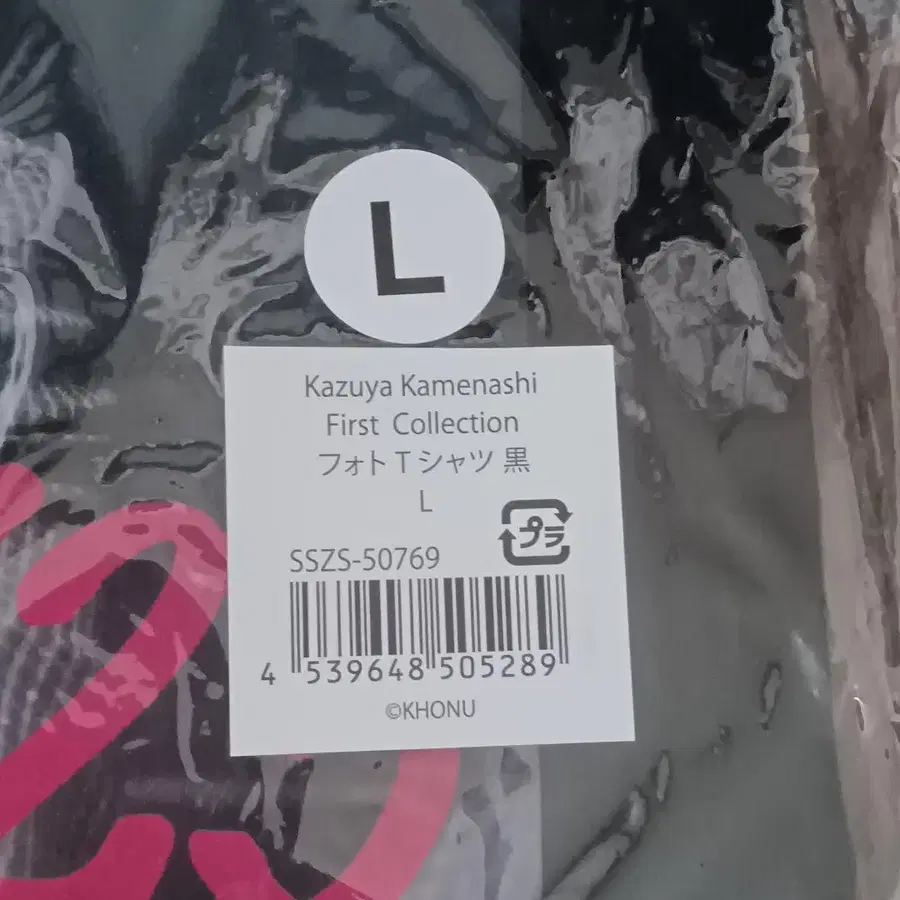 L
Kazuya Kamenashi
First Collection
フォトTシャツ 黒
L
プラ
SSZS-50769
4 539648 505289
©KHONU